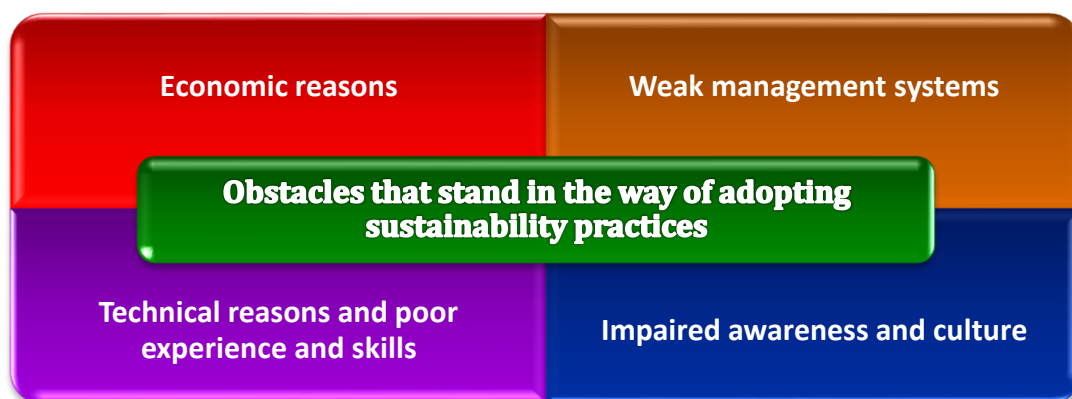 Economic reasons
Weak management systems
Obstacles that stand in the way of adopting
sustainability practices
Technical reasons and poor
experience and skills
Impaired awareness and culture